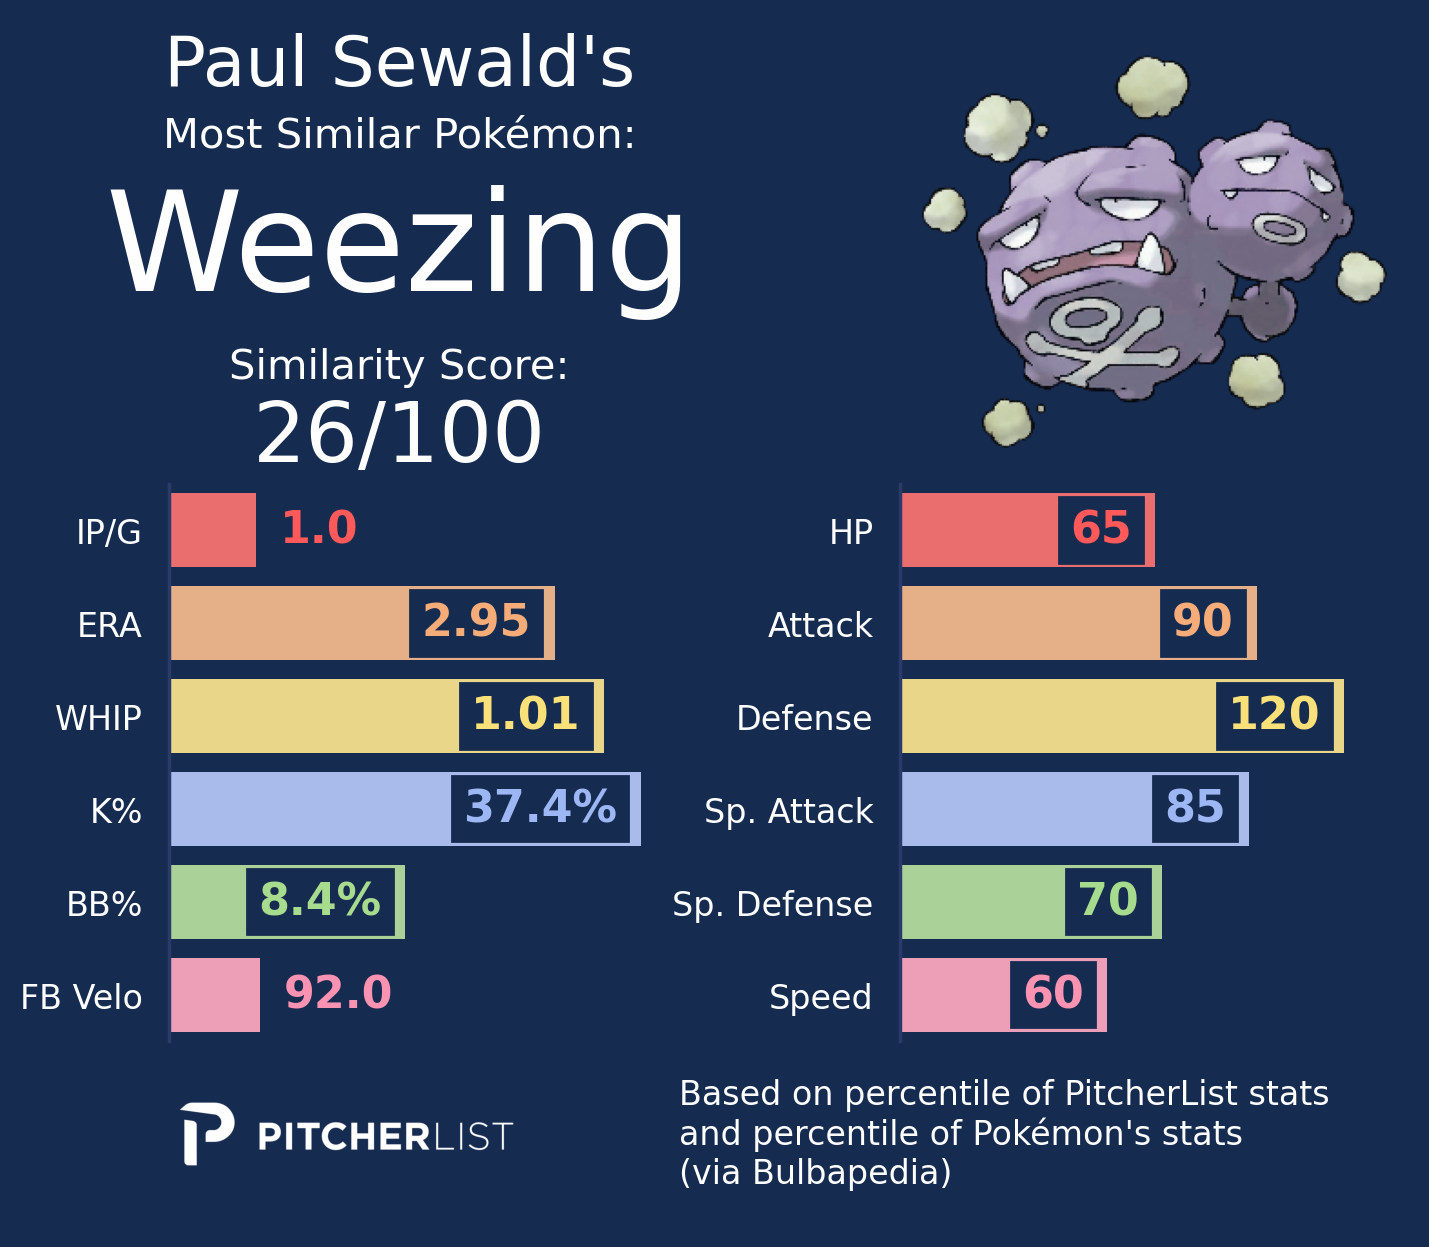 Paul Sewald's
Most Similar Pokémon:
Weezing
Similarity Score:
26/100
IP/G 1.0
ERA 2.95
WHIP 1.01
K% 37.4%
BB% 8.4%
FB Velo 92.0
HP 65
Attack 90
Defense 120
Sp. Attack 85
Sp. Defense 70
Speed 60
PITCHERLIST
Based on percentile of PitcherList stats
and percentile of Pokémon's stats
(via Bulbapedia)